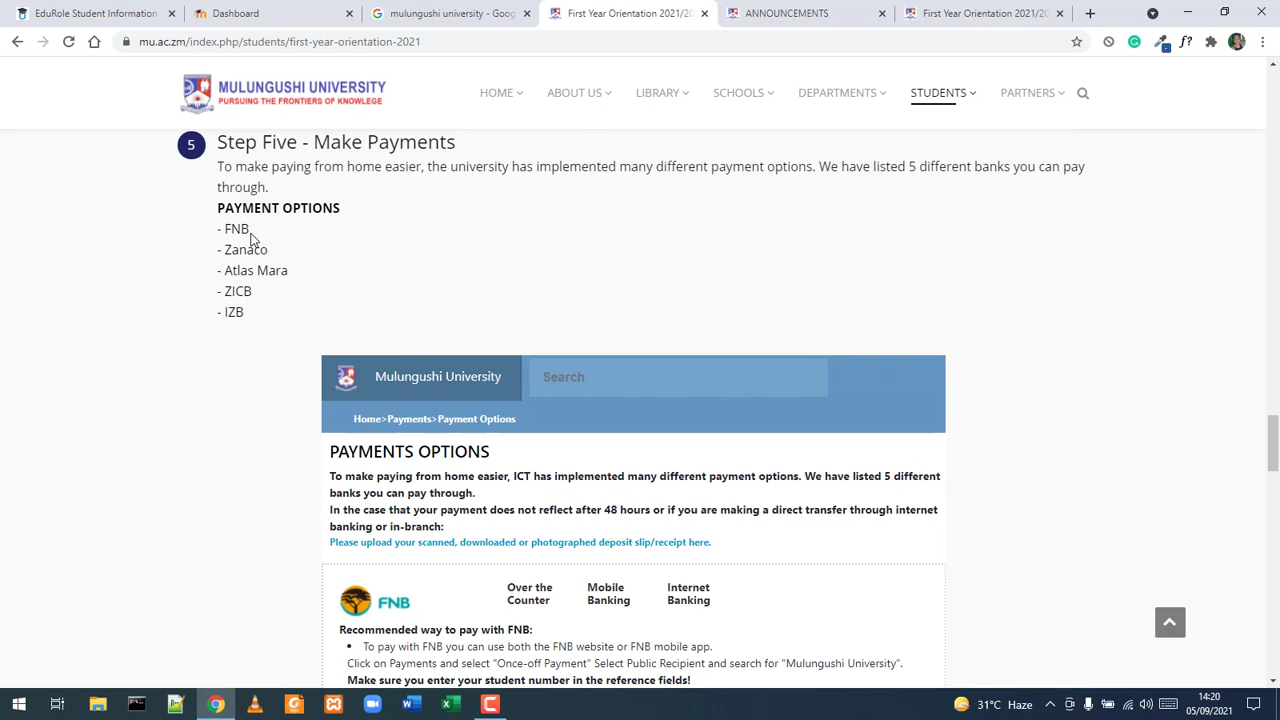 EduRole Student Information
Dashboard
mulungushi university - Goog
First Year Orientation 2021/202
ANNOUNCEMENTS
First Year Orientation 2021/20
mu.ac.zm/index.php/students/first-year-orientation-2021
MULUNGUSHI UNIVERSITY
PURSUING THE FRONTIERS OF KNOWLEGE
HOME
ABOUT US
LIBRARY
SCHOOLS
DEPARTMENTS
STUDENTS
PARTNERS
5
Step Five - Make Payments
To make paying from home easier, the university has implemented many different payment options. We have listed 5 different banks you can pay
through.
PAYMENT OPTIONS
- FNB
- Zanaco
- Atlas Mara
- ZICB
- IZB
Mulungushi University
Search
Home>Payments>Payment Options
PAYMENTS OPTIONS
To make paying from home easier, ICT has implemented many different payment options. We have listed 5 different
banks you can pay through.
In the case that your payment does not reflect after 48 hours or if you are making a direct transfer through internet
banking or in-branch:
Please upload your scanned, downloaded or photographed deposit slip/receipt here.
FNB
Over the
Counter
Mobile
Banking
Internet
Banking
Recommended way to pay with FNB:
• To pay with FNB you can use both the FNB website or FNB mobile app.
Click on Payments and select "Once-off Payment" Select Public Recipient and search for "Mulungushi University".
Make sure you enter your student number in the reference fields!
31°C Haze
14:20
05/09/2021